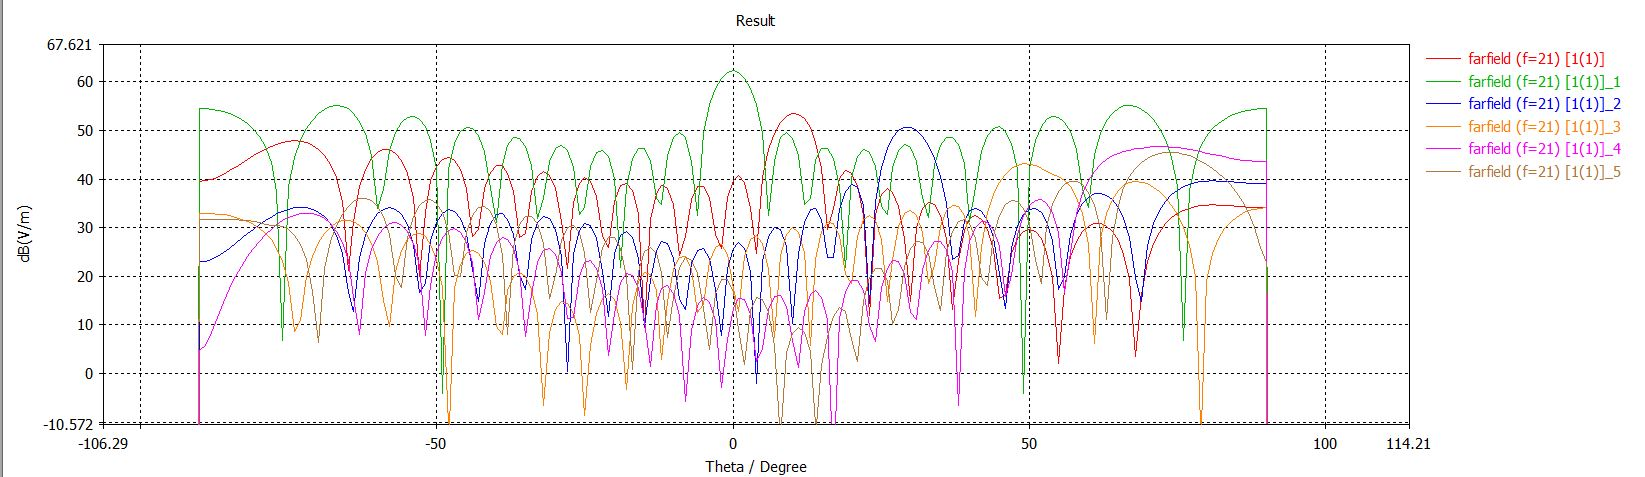 Result
67.621
60
50
40
30
20
10
0
-10.572
dB(V/m)
-106.29
-50
0
50
100
114.21
Theta / Degree
farfield (f=21) [1(1)]
farfield (f=21) [1(1)]_1
farfield (f=21) [1(1)]_2
farfield (f=21) [1(1)]_3
farfield (f=21) [1(1)]_4
farfield (f=21) [1(1)]_5